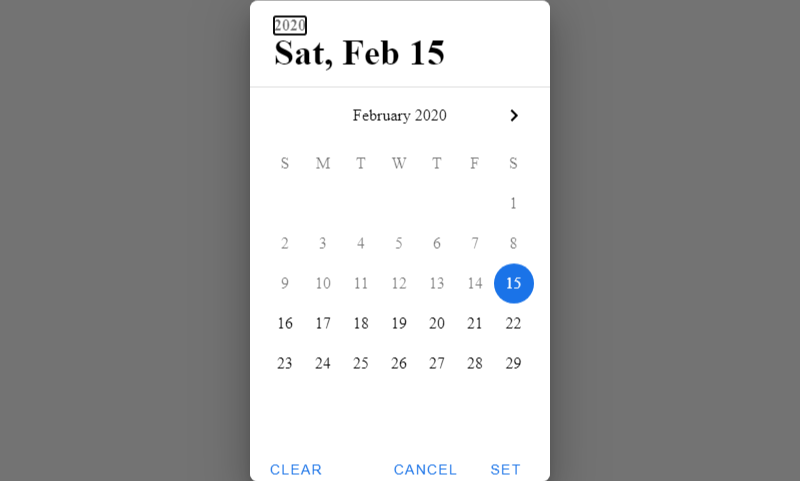 2020
Sat, Feb 15
February 2020
S M T W T F S
1
2 3 4 5 6 7 8
9 10 11 12 13 14 15
16 17 18 19 20 21 22
23 24 25 26 27 28 29
CLEAR CANCEL SET